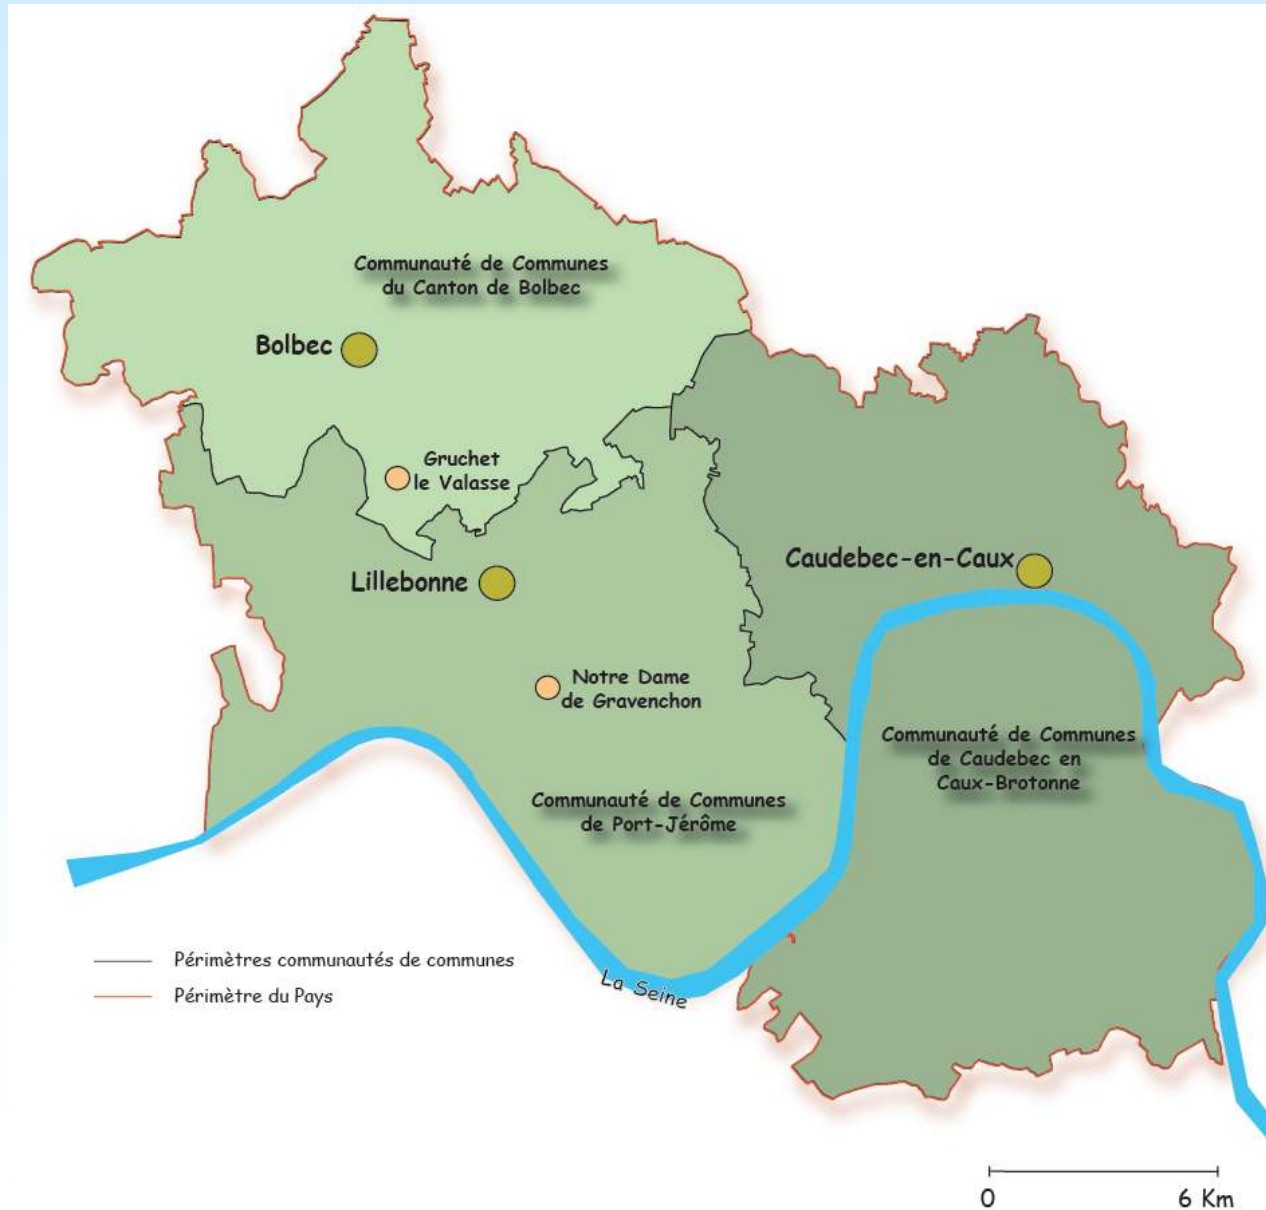 Communauté de Communes
du Canton de Bolbec
Bolbec
Gruchet
le Valasse
Lillebonne
Caudebec-en-Caux
Notre Dame
de Gravenchon
Communauté de Communes
de Caudebec en
Caux-Brotonne
Communauté de Communes
de Port-Jérôme
Périmètres communautés de communes
Périmètre du Pays
La Seine
0 6 Km